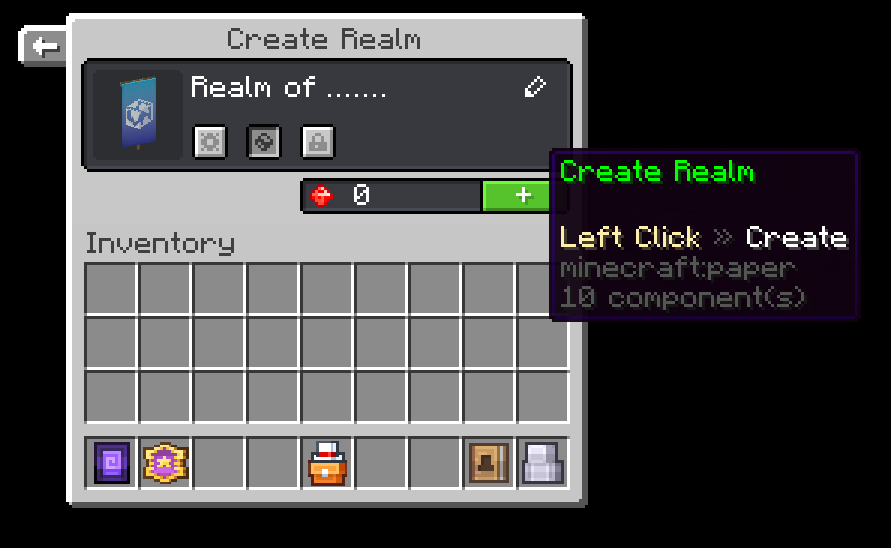 Create Realm
Realm of .......
0
+
Create Realm
Left Click » Create
minecraft:paper
10 component(s)
Inventory